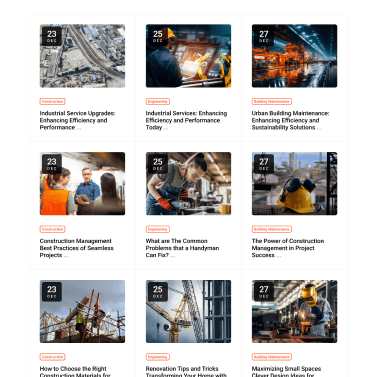 23
DEC
25
DEC
27
DEC
Construction
Engineering
Building Maintenance
Industrial Service Upgrades:
Enhancing Efficiency and
Performance ...
Industrial Services: Enhancing
Efficiency and Performance
Today ...
Urban Building Maintenance:
Enhancing Efficiency and
Sustainability Solutions ...
23
DEC
25
DEC
27
DEC
Construction
Engineering
Building Maintenance
Construction Management
Best Practices of Seamless
Projects ...
What are The Common
Problems that a Handyman
Can Fix? ...
The Power of Construction
Management in Project
Success ...
23
DEC
25
DEC
27
DEC
Construction
Engineering
Building Maintenance
How to Choose the Right
Construction Materials for
Renovation Tips and Tricks
Transforming Your Home with
Maximizing Small Spaces
Clever Design Ideas for